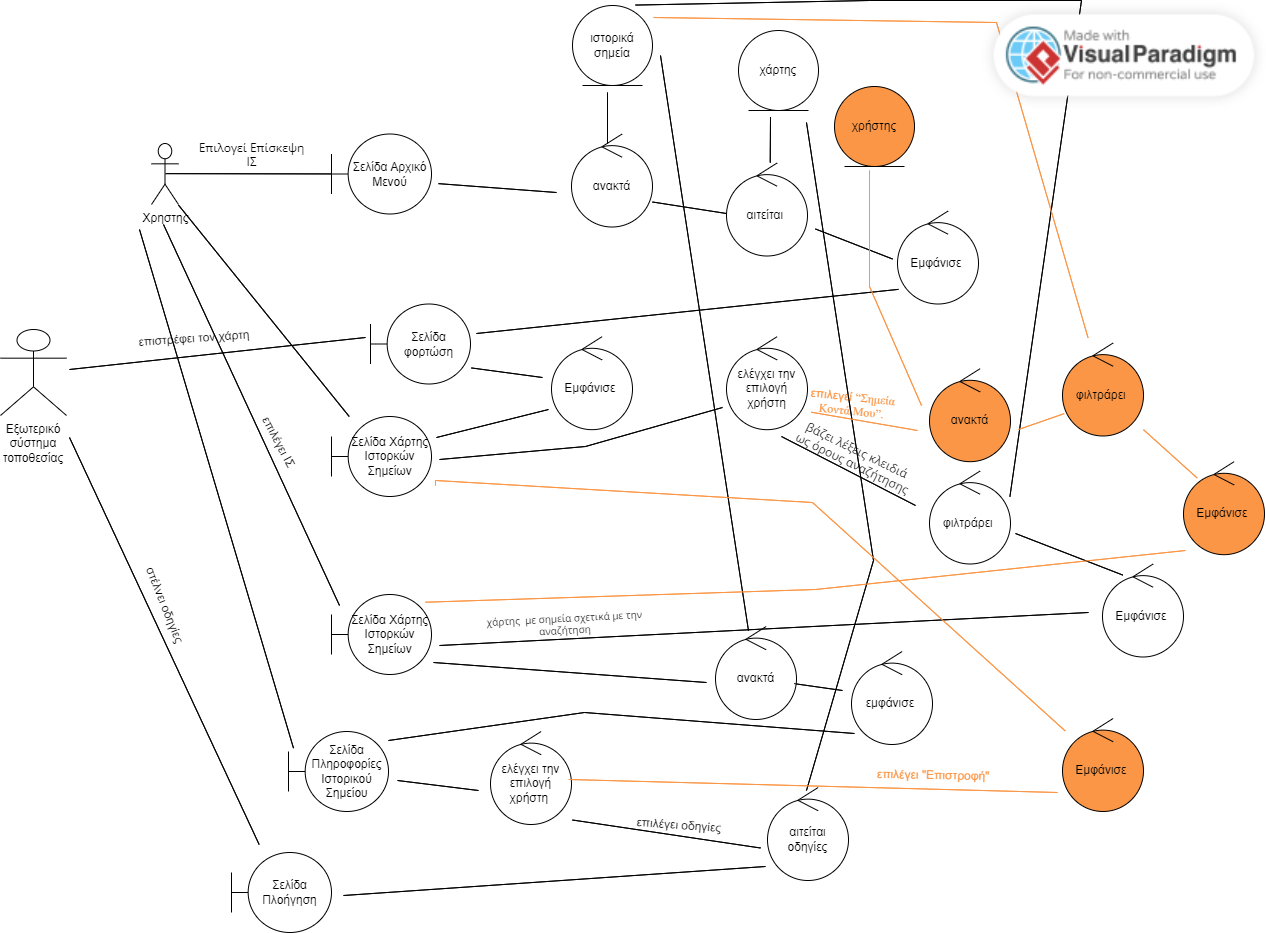 ιστορικά
σημεία
Made with
Visual Paradigm
For non-commercial use
χάρτης
χρήστης
Επιλογεί Επίσκεψη
ΙΣ
Σελίδα Αρχικό
Μενού
ανακτά
αιτείται
Χρηστης
Εμφάνισε
επιστρέφει τον χάρτη
Σελίδα
φορτώση
Εμφάνισε
ελέγχει την
επιλογή
χρήστη
επιλεγεί “Σημεία
Κοντά Μου”.
ανακτά
φιλτράρει
Εξωτερικό
σύστημα
τοποθεσίας
επιλέγει ΙΣ
Σελίδα Χάρτης
Ιστορκών
Σημείων
βάζει λέξεις κλειδιά
ως όρους αναζήτησης
φιλτράρει
Εμφάνισε
στέλνει οδηγίες
Σελίδα Χάρτης
Ιστορκών
Σημείων
χάρτης με σημεία σχετικά με την
αναζήτηση
Εμφάνισε
ανακτά
εμφάνισε
Σελίδα
Πληροφορίες
Ιστορικού
Σημείου
ελέγχει την
επιλογή
χρήστη
επιλέγει "Επιστροφή"
Εμφάνισε
επιλέγει οδηγίες
αιτείται
οδηγίες
Σελίδα
Πλοήγηση